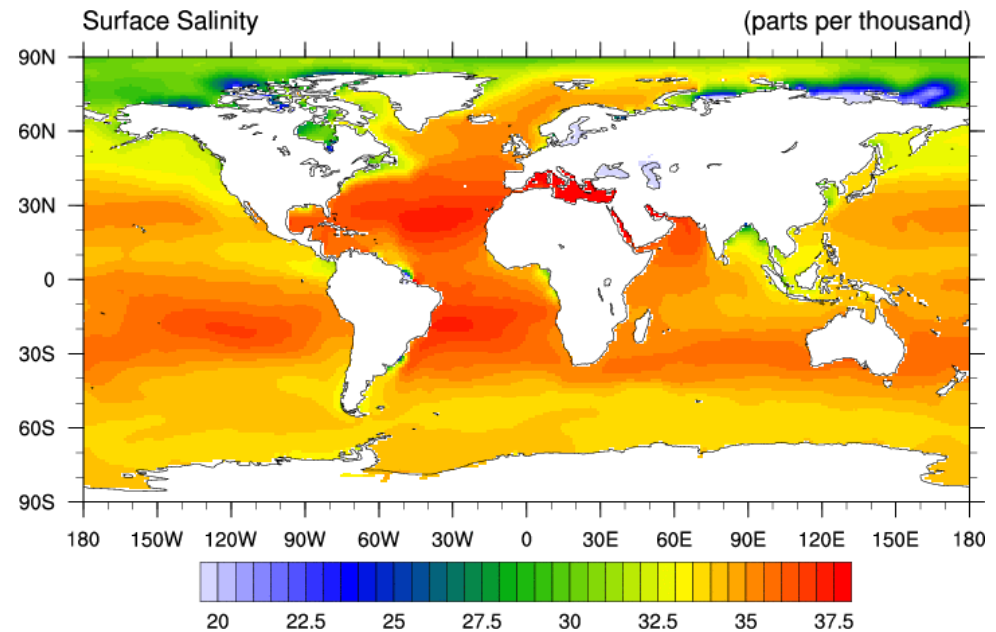 Surface Salinity (parts per thousand)
90N
60N
30N
0
30S
60S
90S
180 150W 120W 90W 60W 30W 0 30E 60E 90E 120E 150E 180
20 22.5 25 27.5 30 32.5 35 37.5